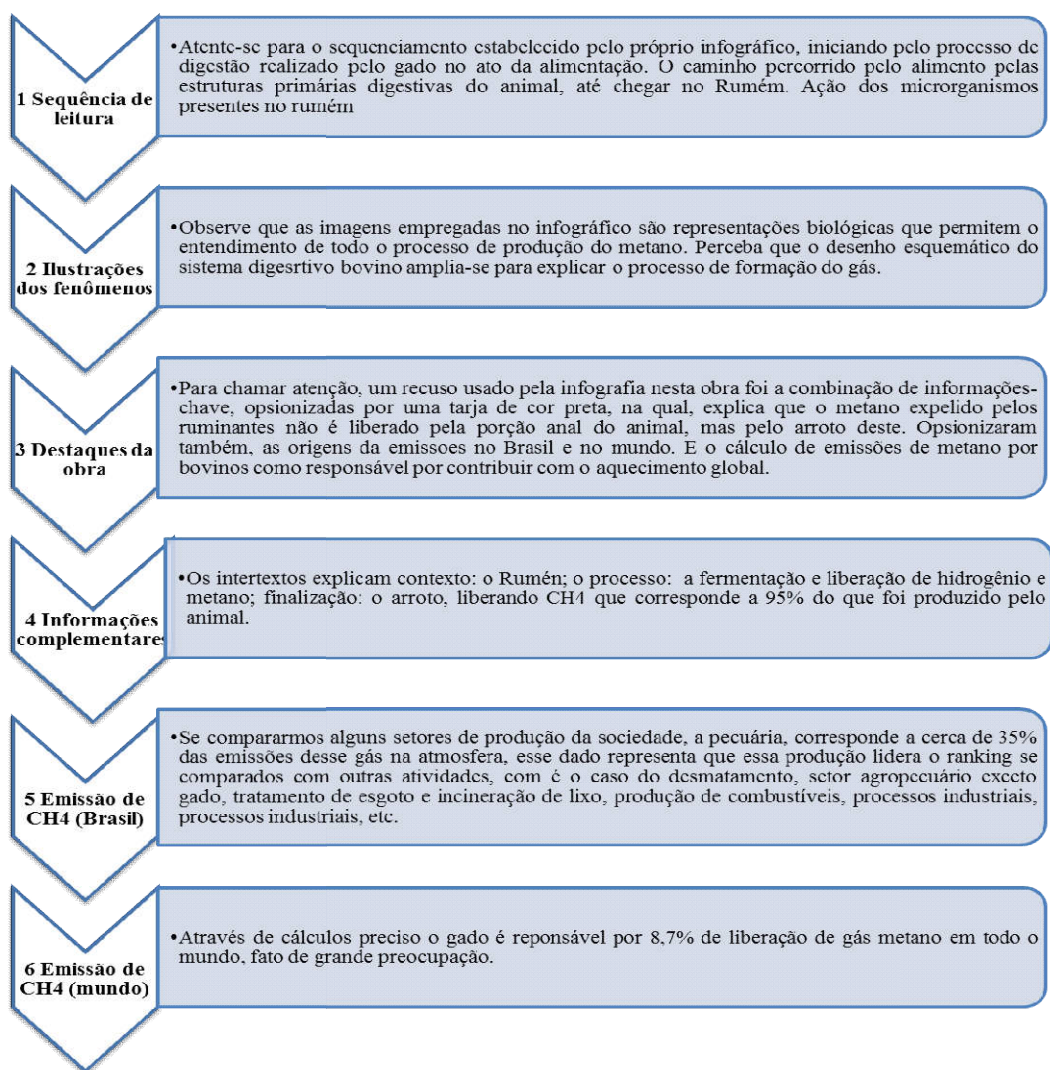 1 Sequência de
leitura
•Atente-se para o sequenciamento estabelecido pelo próprio infográfico, iniciando pelo processo de
digestão realizado pelo gado no ato da alimentação. O caminho percorrido pelo alimento pelas
estruturas primárias digestivas do animal, até chegar no Rumém. Ação dos microrganismos
presentes no rumém
2 Ilustrações
dos fenômenos
•Observe que as imagens empregadas no infográfico são representações biológicas que permitem o
entendimento de todo o processo de produção do metano. Perceba que o desenho esquemático do
sistema digesrtivo bovino amplia-se para explicar o processo de formação do gás.
3 Destaques da
obra
•Para chamar atenção, um recuso usado pela infografia nesta obra foi a combinação de informações-
chave, opsionizadas por uma tarja de cor preta, na qual, explica que o metano expelido pelos
ruminantes não é liberado pela porção anal do animal, mas pelo arroto deste. Opsionizaram
também, as origens da emissoes no Brasil e no mundo. E o cálculo de emissões de metano por
bovinos como responsável por contribuir com o aquecimento global.
4 Informações
complementares
•Os intertextos explicam contexto: o Rumén; o processo: a fermentação e liberação de hidrogênio e
metano; finalização: o arroto, liberando CH4 que corresponde a 95% do que foi produzido pelo
animal.
5 Emissão de
CH4 (Brasil)
•Se compararmos alguns setores de produção da sociedade, a pecuária, corresponde a cerca de 35%
das emissões desse gás na atmosfera, esse dado representa que essa produção lidera o ranking se
comparados com outras atividades, com é o caso do desmatamento, setor agropecuário exceto
gado, tratamento de esgoto e incineração de lixo, produção de combustíveis, processos industriais,
processos industriais, etc.
6 Emissão de
CH4 (mundo)
•Através de cálculos preciso o gado é reponsável por 8,7% de liberação de gás metano em todo o
mundo, fato de grande preocupação.